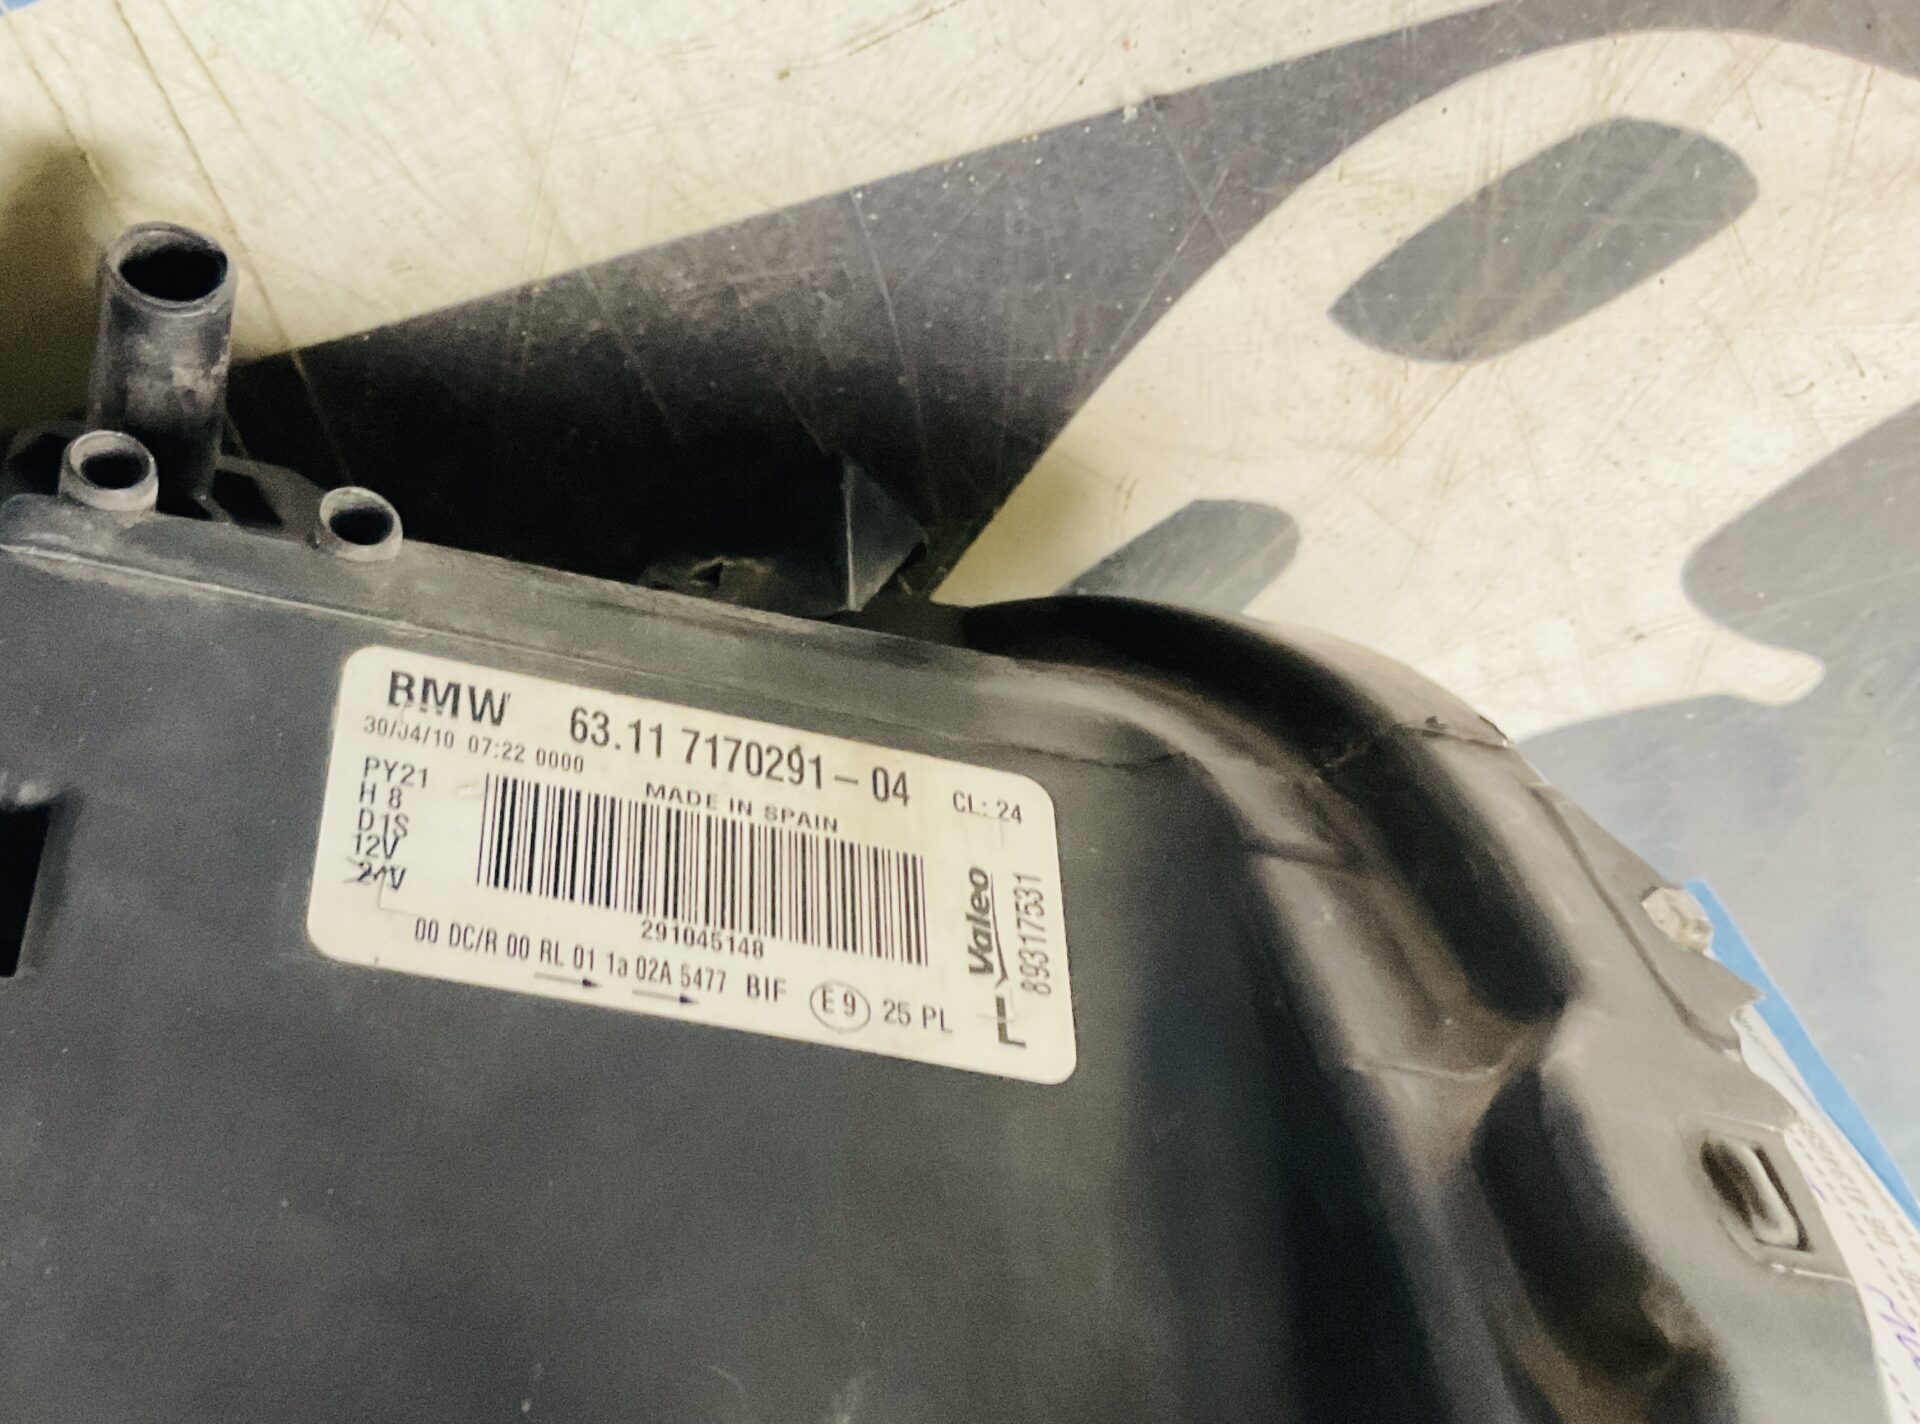 BMW 63.11 7170291-04 CL: 24
30/04/10 07:22 0000
MADE IN SPAIN
PY21
H 8
D1S
12V
24V
291045148
00 DC/R 00 RL 01 1a 02A 5477 BIF E9 25 PL
Valeo
89317531